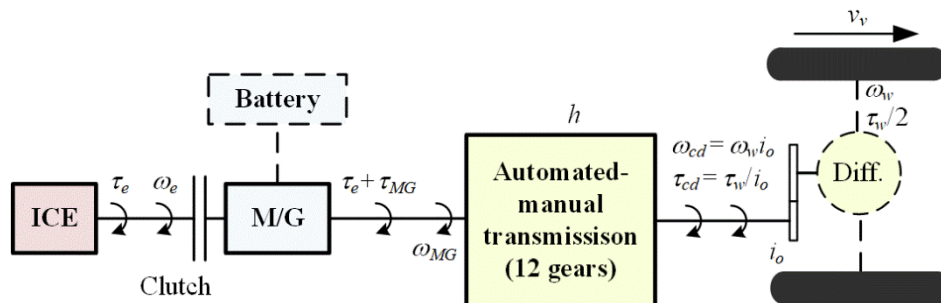 v_v
Battery
h
ω_w
τ_w/2
τ_e
ω_e
τ_e + τ_MG
ω_cd = ω_w i_o
τ_cd = τ_w/i_o
Automated-
manual
transmisison
(12 gears)
Diff.
ICE
M/G
ω_MG
i_o
Clutch